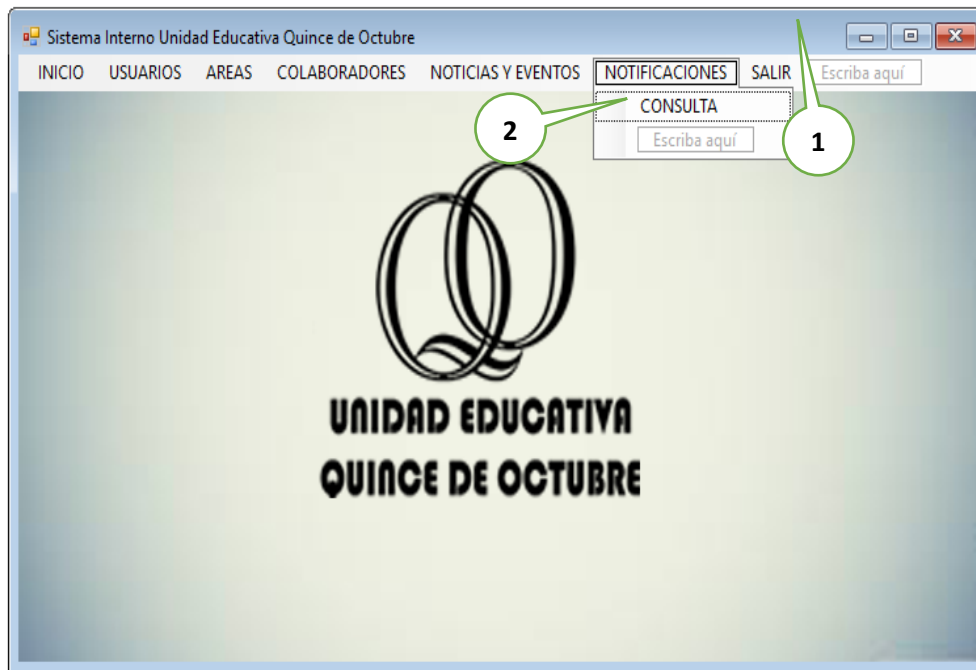 Sistema Interno Unidad Educativa Quince de Octubre
INICIO USUARIOS AREAS COLABORADORES NOTICIAS Y EVENTOS NOTIFICACIONES SALIR Escriba aquí
CONSULTA
Escriba aquí
2
1
UNIDAD EDUCATIVA
QUINCE DE OCTUBRE